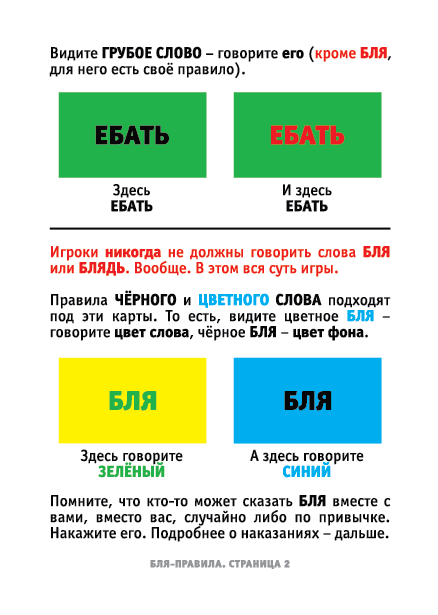 Видите ГРУБОЕ СЛОВО – говорите его (кроме БЛЯ,
для него есть своё правило).
ЕБАТЬ
ЕБАТЬ
Здесь
ЕБАТЬ
И здесь
ЕБАТЬ
Игроки никогда не должны говорить слова БЛЯ
или БЛЯДЬ. Вообще. В этом вся суть игры.
Правила ЧЁРНОГО и ЦВЕТНОГО СЛОВА подходят
под эти карты. То есть, видите цветное БЛЯ –
говорите цвет слова, чёрное БЛЯ – цвет фона.
БЛЯ
БЛЯ
Здесь говорите
ЗЕЛЁНЫЙ
А здесь говорите
СИНИЙ
Помните, что кто-то может сказать БЛЯ вместе с
вами, вместо вас, случайно либо по привычке.
Накажите его. Подробнее о наказаниях – дальше.
БЛЯ-ПРАВИЛА. СТРАНИЦА 2